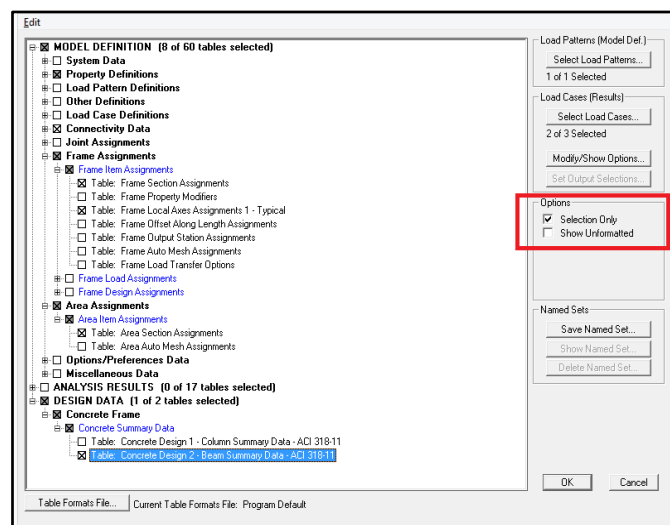 Edit
MODEL DEFINITION (8 of 60 tables selected)
System Data
Property Definitions
Load Pattern Definitions
Other Definitions
Load Case Definitions
Connectivity Data
Joint Assignments
Frame Assignments
Frame Item Assignments
Table: Frame Section Assignments
Table: Frame Property Modifiers
Table: Frame Local Axes Assignments 1 - Typical
Table: Frame Offset Along Length Assignments
Table: Frame Output Station Assignments
Table: Frame Auto Mesh Assignments
Table: Frame Load Transfer Options
Frame Load Assignments
Frame Design Assignments
Area Assignments
Area Item Assignments
Table: Area Section Assignments
Table: Area Auto Mesh Assignments
Options/Preferences Data
Miscellaneous Data
ANALYSIS RESULTS (0 of 17 tables selected)
DESIGN DATA (1 of 2 tables selected)
Concrete Frame
Concrete Summary Data
Table: Concrete Design 1 - Column Summary Data - ACI 318-11
Table: Concrete Design 2 - Beam Summary Data - ACI 318-11
Load Patterns (Model Def.)
Select Load Patterns...
1 of 1 Selected
Load Cases (Results)
Select Load Cases...
2 of 3 Selected
Modify/Show Options...
Set Output Selections...
Options
Selection Only
Show Unformatted
Named Sets
Save Named Set...
Show Named Set...
Delete Named Set...
OK
Cancel
Table Formats File...
Current Table Formats File: Program Default